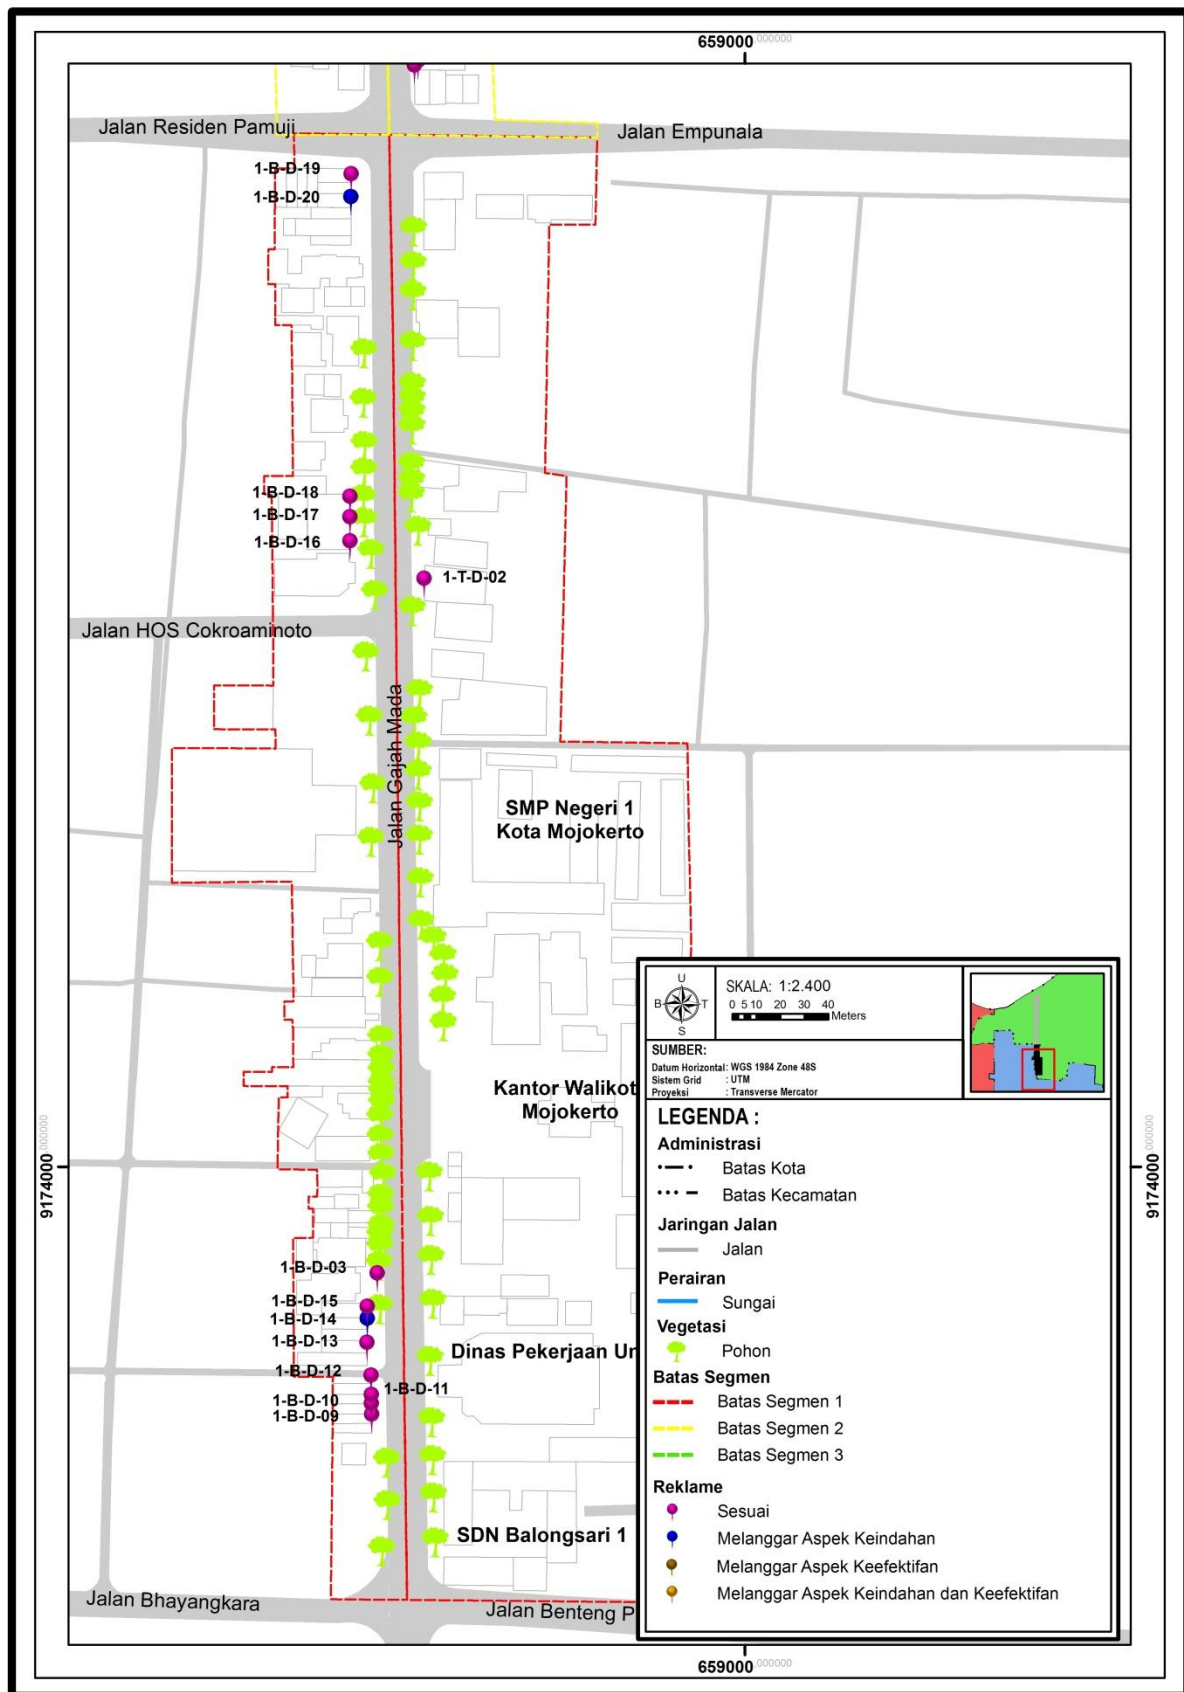 659000 000000
Jalan Residen Pamuji
Jalan Empunala
1-B-D-19
1-B-D-20
1-B-D-18
1-B-D-17
1-B-D-16
1-T-D-02
Jalan HOS Cokroaminoto
Jalan Gajah Mada
SMP Negeri 1
Kota Mojokerto
Kantor Walikot
Mojokerto
9174000 000000
9174000 000000
1-B-D-03
1-B-D-15
1-B-D-14
1-B-D-13
Dinas Pekerjaan Ur
1-B-D-12
1-B-D-11
1-B-D-10
1-B-D-09
SDN Balongsari 1
Jalan Bhayangkara
Jalan Benteng P
U
B T
S
SKALA: 1:2.400
0 5 10 20 30 40
Meters
SUMBER:
Datum Horizontal : WGS 1984 Zone 48S
Sistem Grid : UTM
Proyeksi : Transverse Mercator
LEGENDA :
Administrasi
Batas Kota
Batas Kecamatan
Jaringan Jalan
Jalan
Perairan
Sungai
Vegetasi
Pohon
Batas Segmen
Batas Segmen 1
Batas Segmen 2
Batas Segmen 3
Reklame
Sesuai
Melanggar Aspek Keindahan
Melanggar Aspek Keefektifan
Melanggar Aspek Keindahan dan Keefektifan
659000 000000